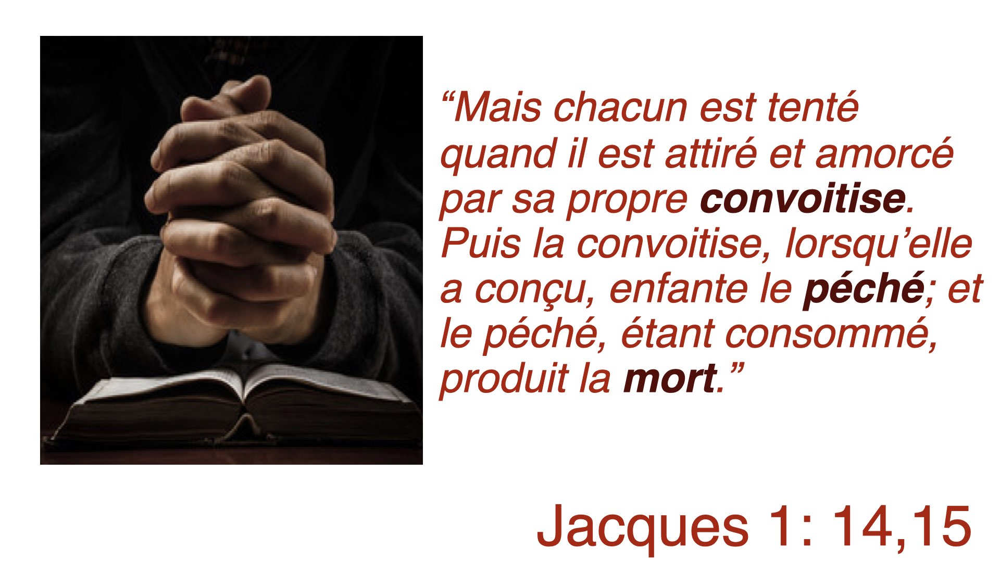 “Mais chacun est tenté
quand il est attiré et amorcé
par sa propre convoitise.
Puis la convoitise, lorsqu’elle
a conçu, enfante le péché; et
le péché, étant consommé,
produit la mort.”
Jacques 1: 14,15